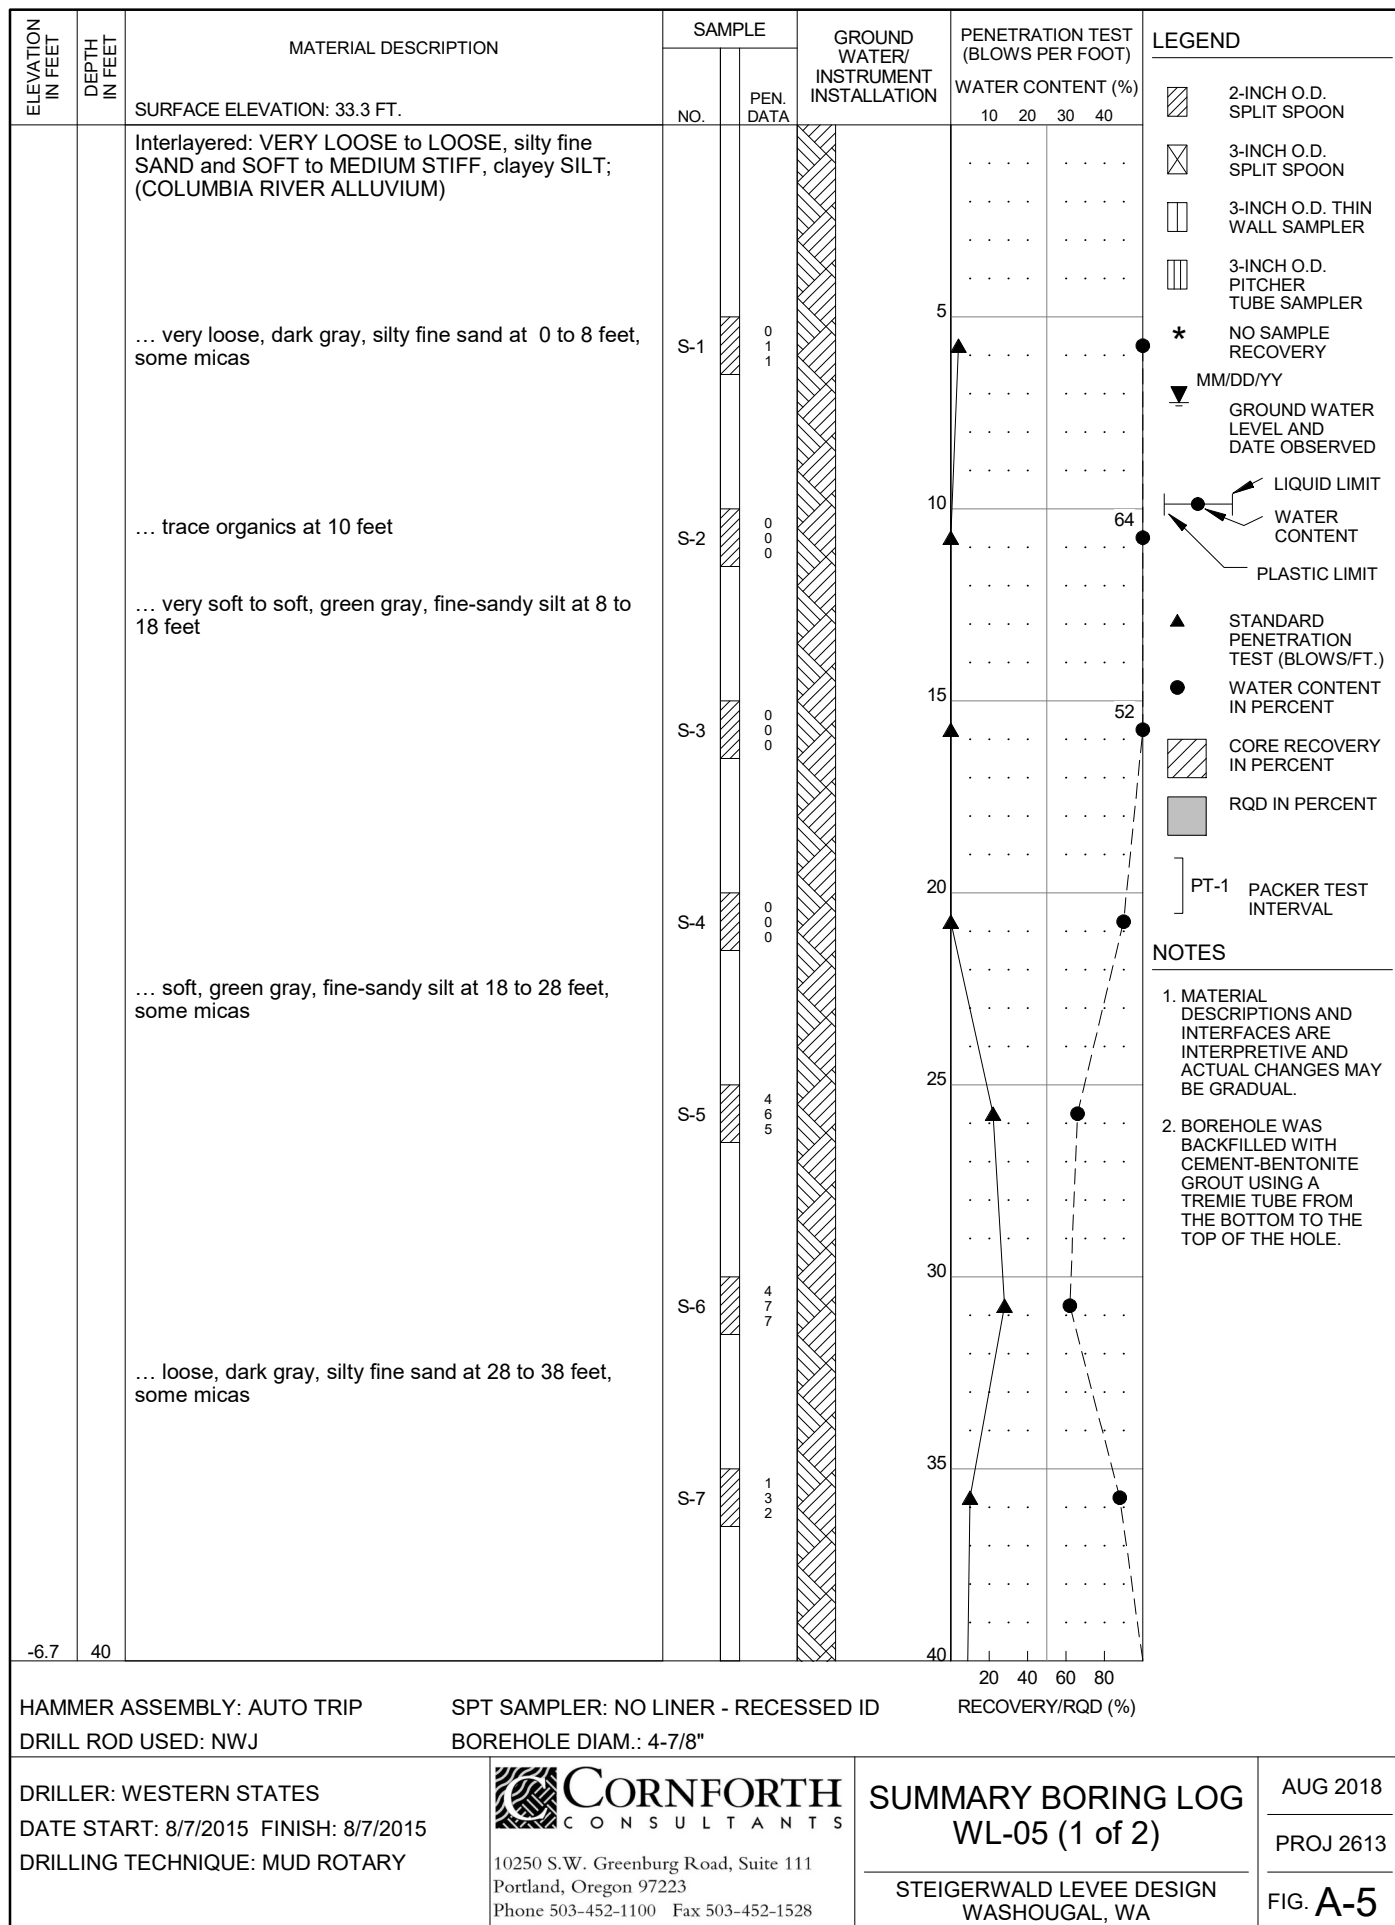 ELEVATION
IN FEET
DEPTH
IN FEET
MATERIAL DESCRIPTION
SURFACE ELEVATION: 33.3 FT.
SAMPLE
NO.
PEN.
DATA
GROUND
WATER/
INSTRUMENT
INSTALLATION
PENETRATION TEST
(BLOWS PER FOOT)
WATER CONTENT (%)
10 20 30 40
Interlayered: VERY LOOSE to LOOSE, silty fine
SAND and SOFT to MEDIUM STIFF, clayey SILT;
(COLUMBIA RIVER ALLUVIUM)
5
... very loose, dark gray, silty fine sand at 0 to 8 feet,
some micas
S-1
0
1
1
10
... trace organics at 10 feet
S-2
0
0
0
64
... very soft to soft, green gray, fine-sandy silt at 8 to
18 feet
15
S-3
0
0
0
52
20
S-4
0
0
0
... soft, green gray, fine-sandy silt at 18 to 28 feet,
some micas
25
S-5
4
6
5
30
S-6
4
7
7
... loose, dark gray, silty fine sand at 28 to 38 feet,
some micas
35
S-7
1
3
2
-6.7 40
40
20 40 60 80
RECOVERY/RQD (%)
LEGEND
2-INCH O.D.
SPLIT SPOON
3-INCH O.D.
SPLIT SPOON
3-INCH O.D. THIN
WALL SAMPLER
3-INCH O.D.
PITCHER
TUBE SAMPLER
* NO SAMPLE
RECOVERY
MM/DD/YY
GROUND WATER
LEVEL AND
DATE OBSERVED
LIQUID LIMIT
WATER
CONTENT
PLASTIC LIMIT
STANDARD
PENETRATION
TEST (BLOWS/FT.)
WATER CONTENT
IN PERCENT
CORE RECOVERY
IN PERCENT
RQD IN PERCENT
PT-1 PACKER TEST
INTERVAL
NOTES
1. MATERIAL
DESCRIPTIONS AND
INTERFACES ARE
INTERPRETIVE AND
ACTUAL CHANGES MAY
BE GRADUAL.
2. BOREHOLE WAS
BACKFILLED WITH
CEMENT-BENTONITE
GROUT USING A
TREMIE TUBE FROM
THE BOTTOM TO THE
TOP OF THE HOLE.
HAMMER ASSEMBLY: AUTO TRIP
SPT SAMPLER: NO LINER - RECESSED ID
DRILL ROD USED: NWJ
BOREHOLE DIAM.: 4-7/8"
DRILLER: WESTERN STATES
DATE START: 8/7/2015 FINISH: 8/7/2015
DRILLING TECHNIQUE: MUD ROTARY
CORNFORTH
CONSULTANTS
10250 S.W. Greenburg Road, Suite 111
Portland, Oregon 97223
Phone 503-452-1100 Fax 503-452-1528
SUMMARY BORING LOG
WL-05 (1 of 2)
STEIGERWALD LEVEE DESIGN
WASHOUGAL, WA
AUG 2018
PROJ 2613
FIG. A-5